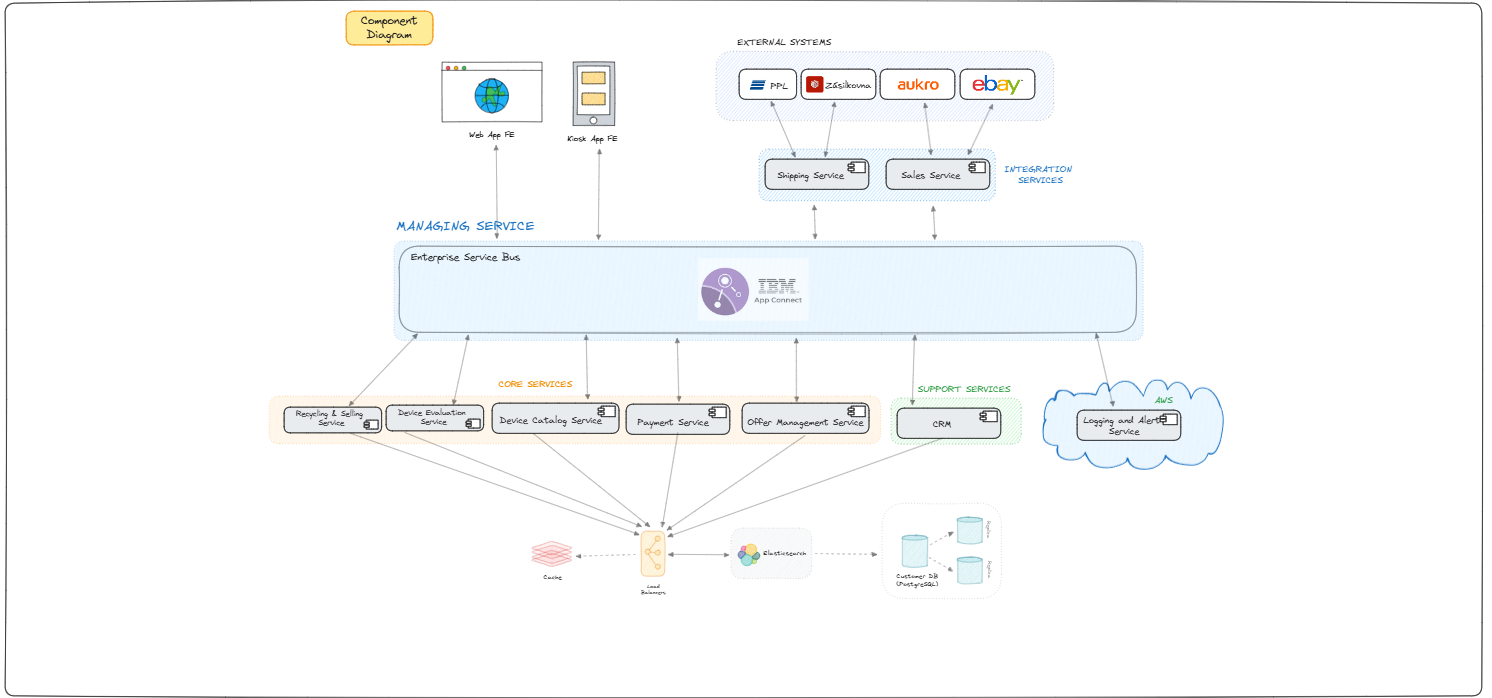 Component
Diagram
EXTERNAL SYSTEMS
PPL
Zásilkovna
aukro
ebay
Web App FE
Kiosk App FE
Shipping Service
Sales Service
INTEGRATION
SERVICES
MANAGING SERVICE
Enterprise Service Bus
IBM
App Connect
CORE SERVICES
SUPPORT SERVICES
AWS
Recycling & Selling
Service
Device Evaluation
Service
Device Catalog Service
Payment Service
Offer Management Service
CRM
Logging and Alert
Service
Cache
Load
Balancers
Elasticsearch
Customer DB
(PostgreSQL)